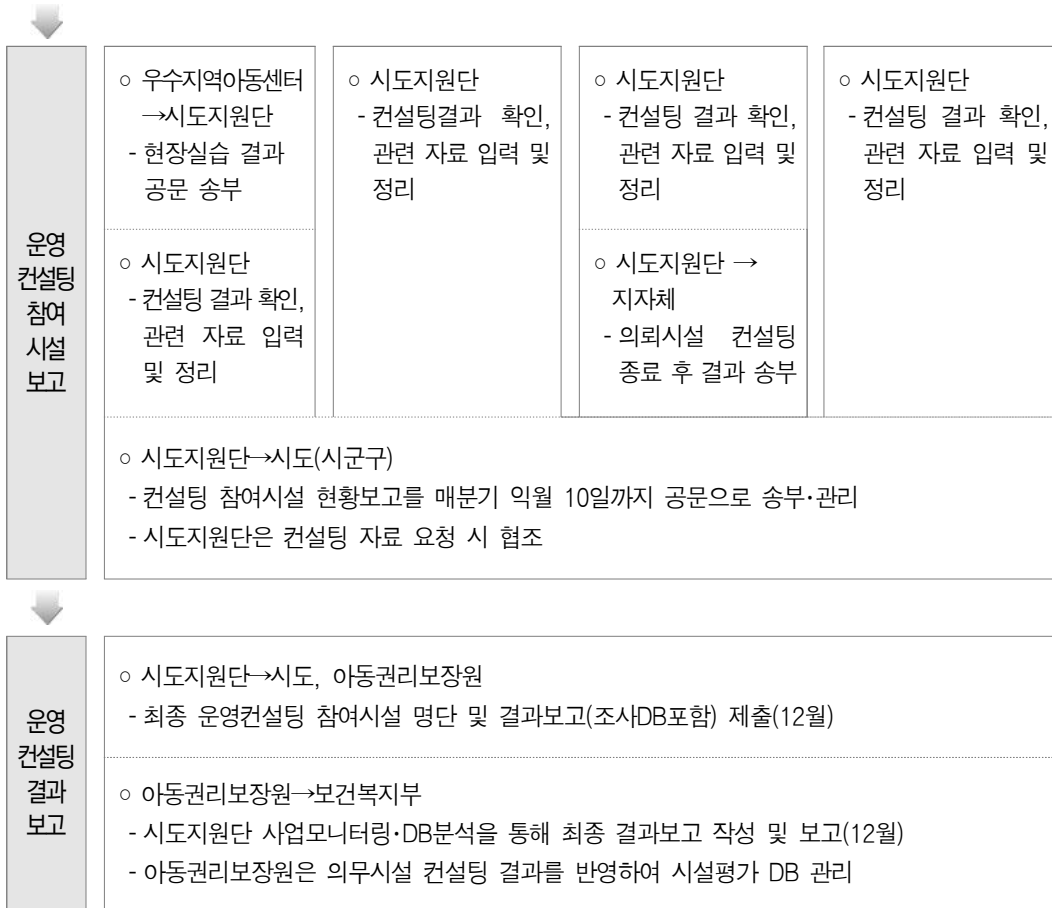 운영
컨설팅
참여
시설
보고
○ 우수지역아동센터
→시도지원단
- 현장실습 결과
공문 송부
○ 시도지원단
- 컨설팅 결과 확인,
관련 자료 입력
및 정리
○ 시도지원단
- 컨설팅결과 확인,
관련 자료 입력 및
정리
○ 시도지원단
- 컨설팅 결과 확인,
관련 자료 입력 및
정리
○ 시도지원단 →
지자체
- 의뢰시설 컨설팅
종료 후 결과 송부
○ 시도지원단
- 컨설팅 결과 확인,
관련 자료 입력 및
정리
○ 시도지원단→시도(시군구)
- 컨설팅 참여시설 현황보고를 매분기 익월 10일까지 공문으로 송부･관리
- 시도지원단은 컨설팅 자료 요청 시 협조
운영
컨설팅
결과
보고
○ 시도지원단→시도, 아동권리보장원
- 최종 운영컨설팅 참여시설 명단 및 결과보고(조사DB포함) 제출(12월)
○ 아동권리보장원→보건복지부
- 시도지원단 사업모니터링･DB분석을 통해 최종 결과보고 작성 및 보고(12월)
- 아동권리보장원은 의무시설 컨설팅 결과를 반영하여 시설평가 DB 관리